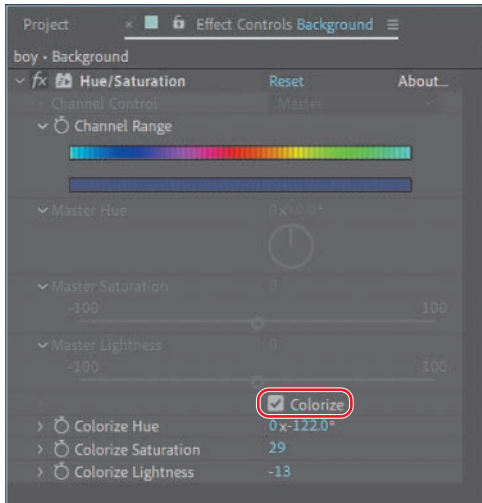 Project × Effect Controls Background
boy • Background
fx Hue/Saturation Reset About...
Channel Control Master
Channel Range
Master Hue 0x+0.0°
Master Saturation 0
-100 100
Master Lightness 0
-100 100
Colorize
Colorize Hue 0x-122.0°
Colorize Saturation 29
Colorize Lightness -13